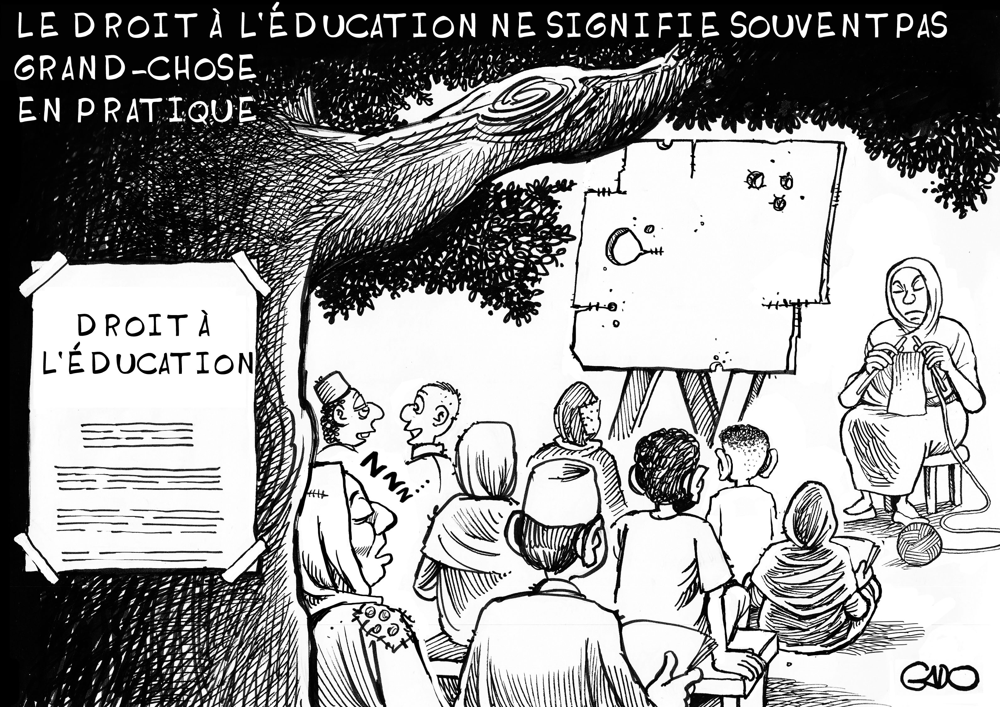 LE DROIT À L'ÉDUCATION NE SIGNIFIE SOUVENT PAS
GRAND-CHOSE
EN PRATIQUE
DROIT À
L'ÉDUCATION
NNN...
GADO